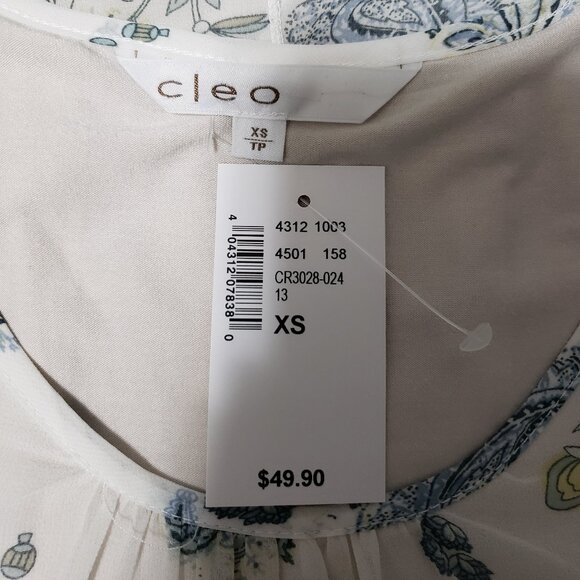 cleo
XS
TP
4312 1003
4501 158
CR3028-024
13
XS
4 04312 07838 0
$49.90